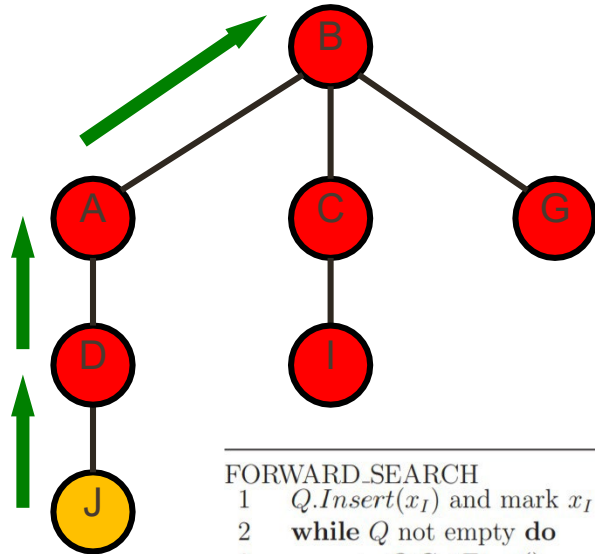 B
A C G
D I
J
FORWARD_SEARCH
1 Q.Insert(x_I) and mark x_I
2 while Q not empty do